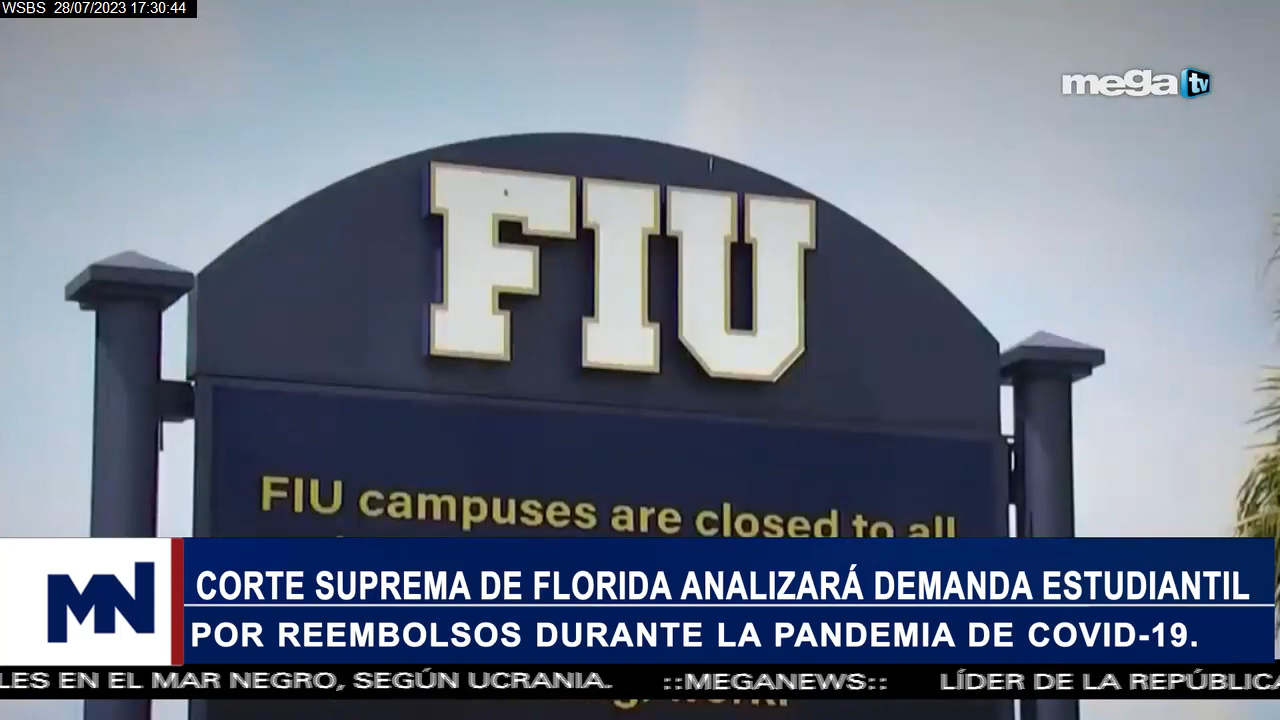 WSBS 28/07/2023 17:30:44
mega tv
FIU
FIU campuses are closed to all
MN
CORTE SUPREMA DE FLORIDA ANALIZARÁ DEMANDA ESTUDIANTIL
POR REEMBOLSOS DURANTE LA PANDEMIA DE COVID-19.
LES EN EL MAR NEGRO, SEGÚN UCRANIA. ::MEGANEWS:: LÍDER DE LA REPÚBLICA